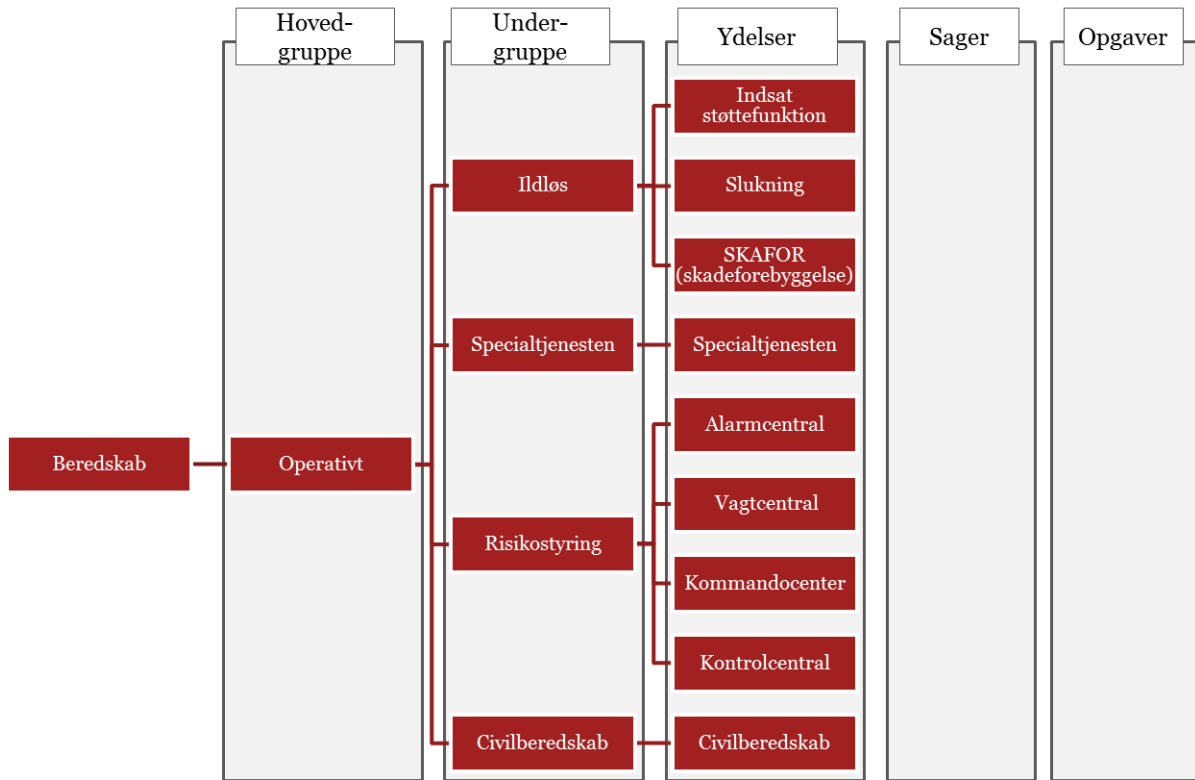 Hoved-
gruppe
Under-
gruppe
Ydelser
Sager
Opgaver
Indsat
støttefunktion
Ildløs
Slukning
SKAFOR
(skadeforebyggelse)
Specialtjenesten
Specialtjenesten
Alarmcentral
Beredskab
Operativt
Vagtcentral
Risikostyring
Kommandocenter
Kontrolcentral
Civilberedskab
Civilberedskab